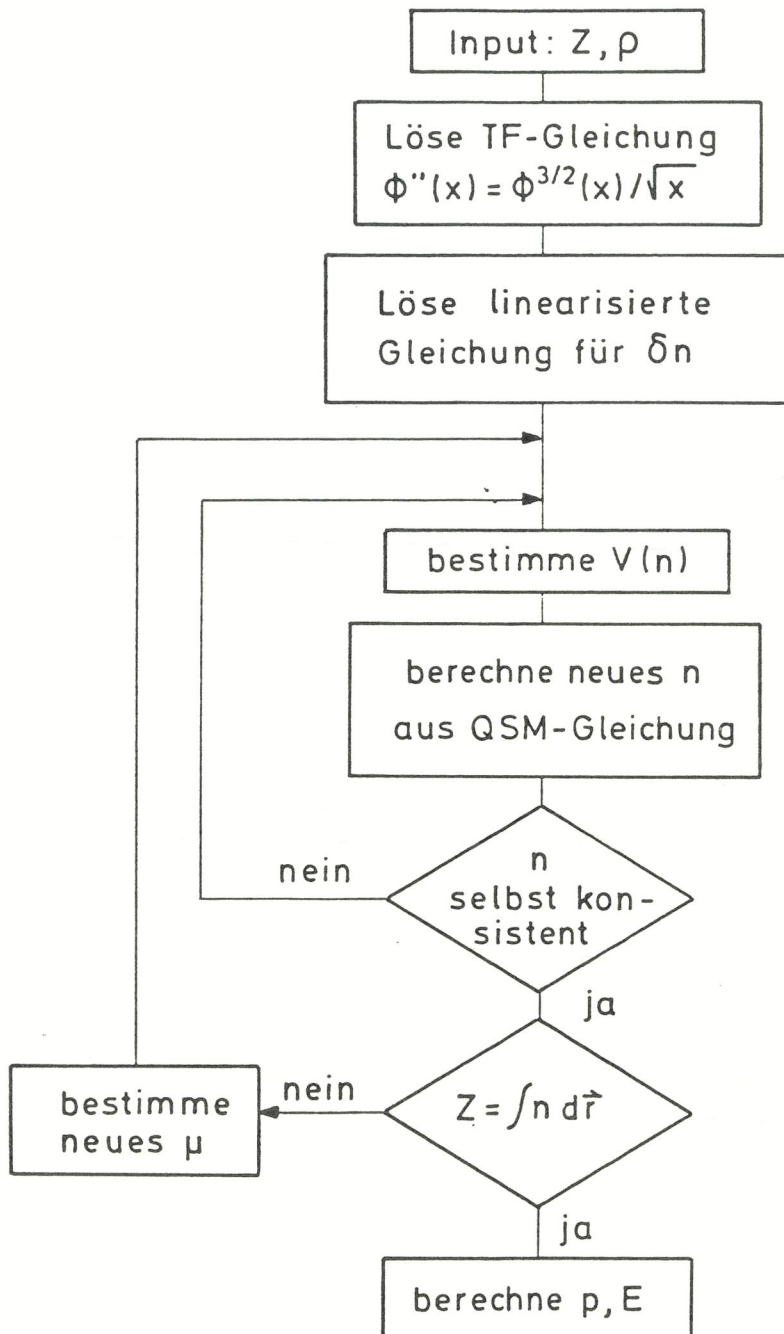 Input: Z, ρ
Löse TF-Gleichung
Φ''(x) = Φ^{3/2}(x)/√x
Löse linearisierte
Gleichung für δn
bestimme V(n)
berechne neues n
aus QSM-Gleichung
nein
n
selbst kon-
sistent
ja
bestimme
neues μ
nein
Z = ∫n dr⃗
ja
berechne p, E